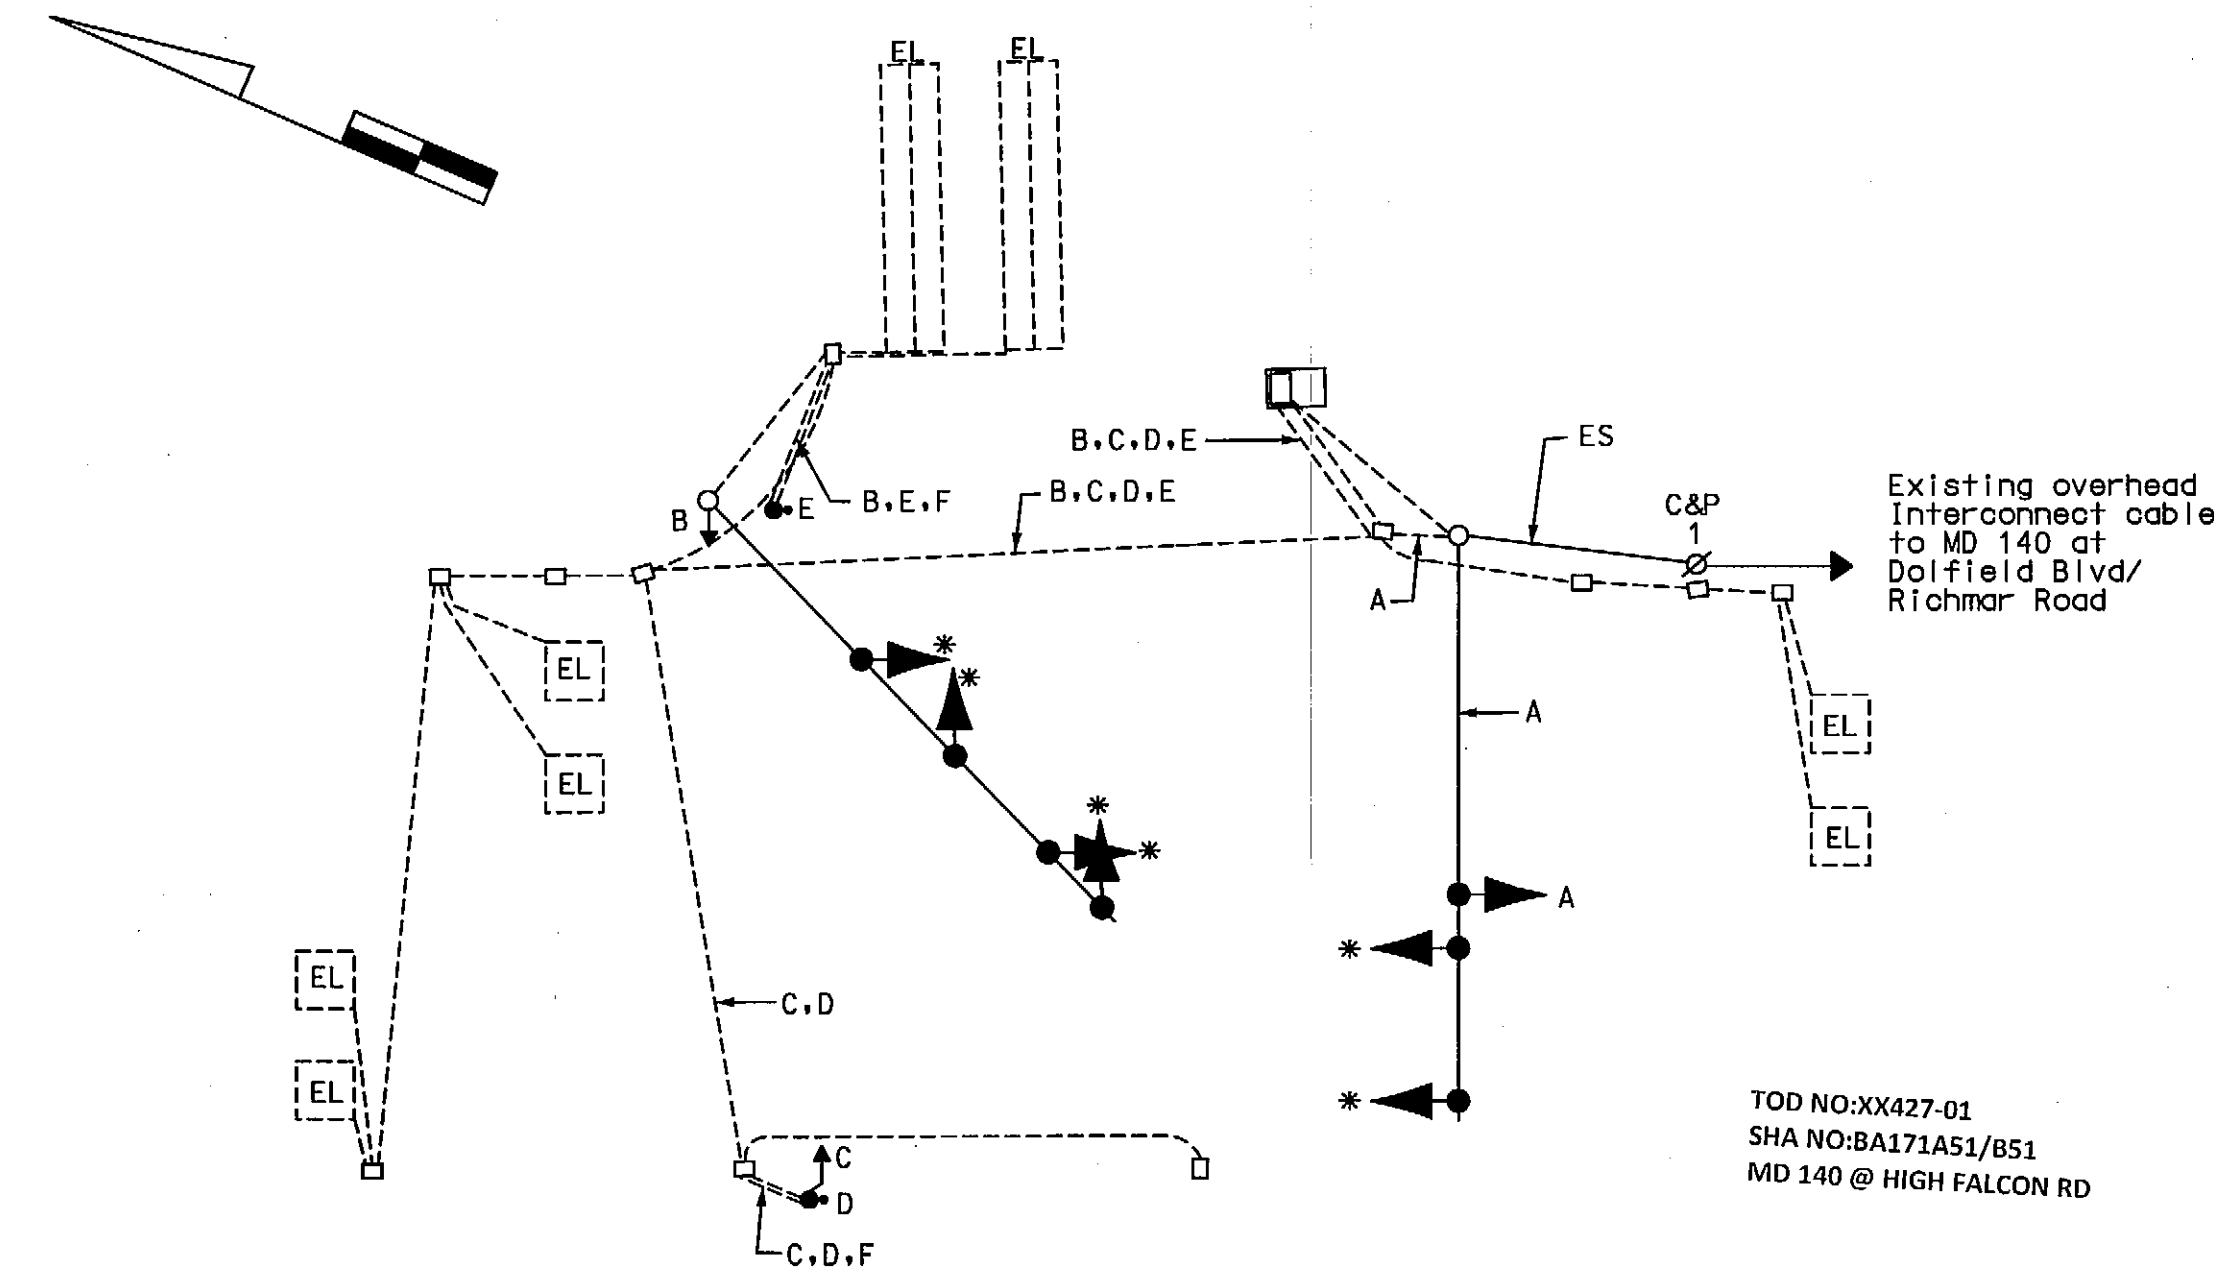 EL
EL
B,C,D,E
ES
B,E,F
B,C,D,E
C&P
1
Existing overhead
Interconnect cable
to MD 140 at
Dolfield Blvd/
Richmar Road
B
E
A
EL
EL
A
EL
EL
*
*
*
*
A
*
*
EL
EL
C,D
C
D
C,D,F
TOD NO:XX427-01
SHA NO:BA171A51/B51
MD 140 @ HIGH FALCON RD